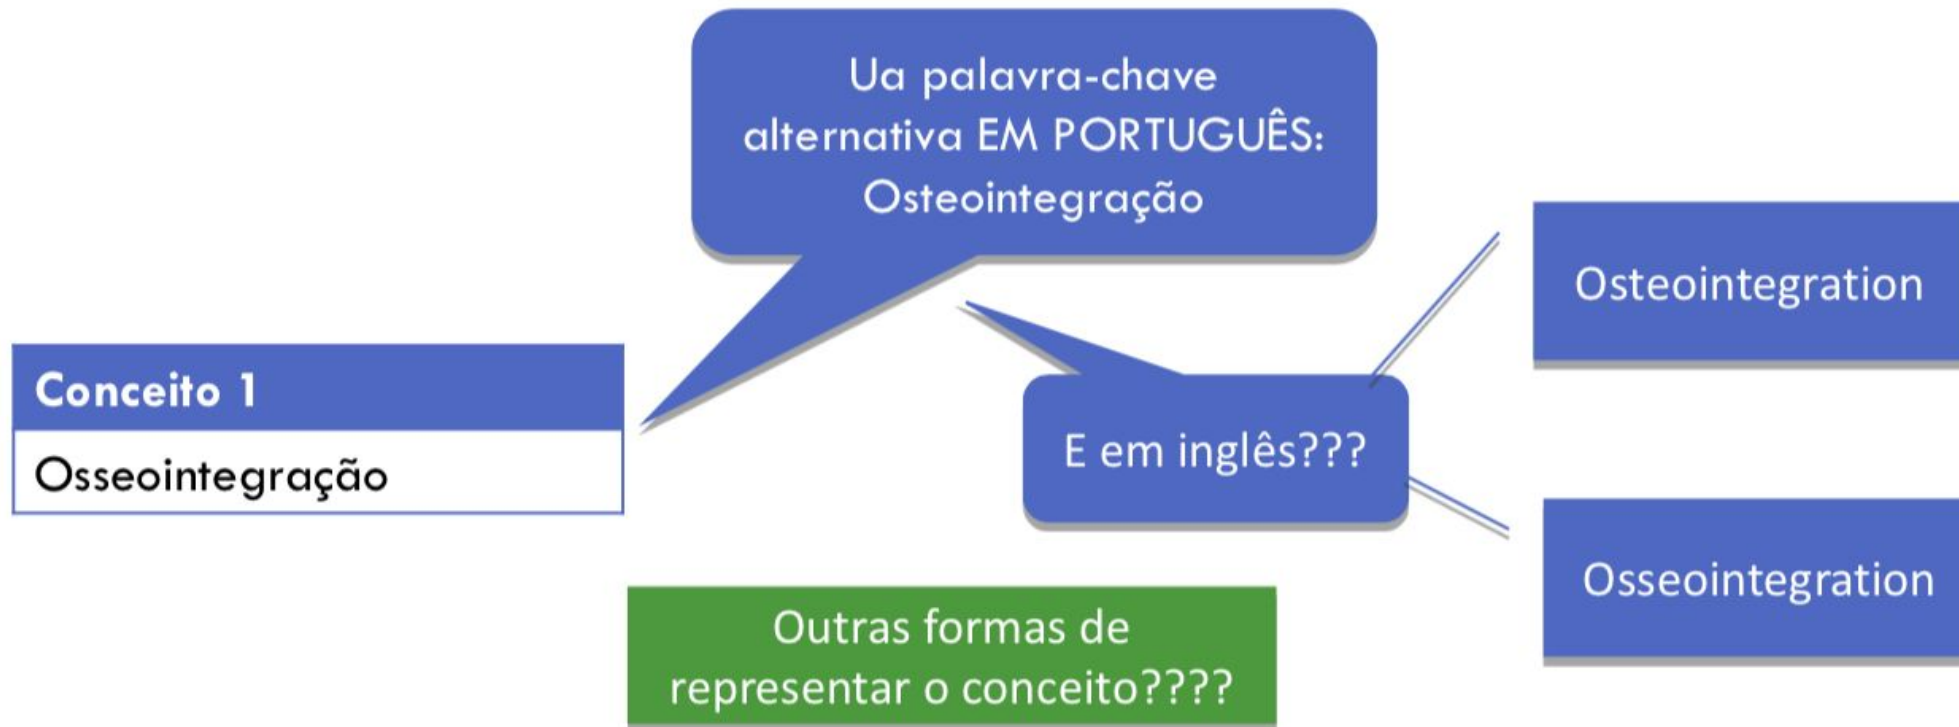 Ua palavra-chave
alternativa EM PORTUGUÊS:
Osteointegração
Osteointegration
Conceito 1
Osseointegração
E em inglês???
Osseointegration
Outras formas de
representar o conceito????